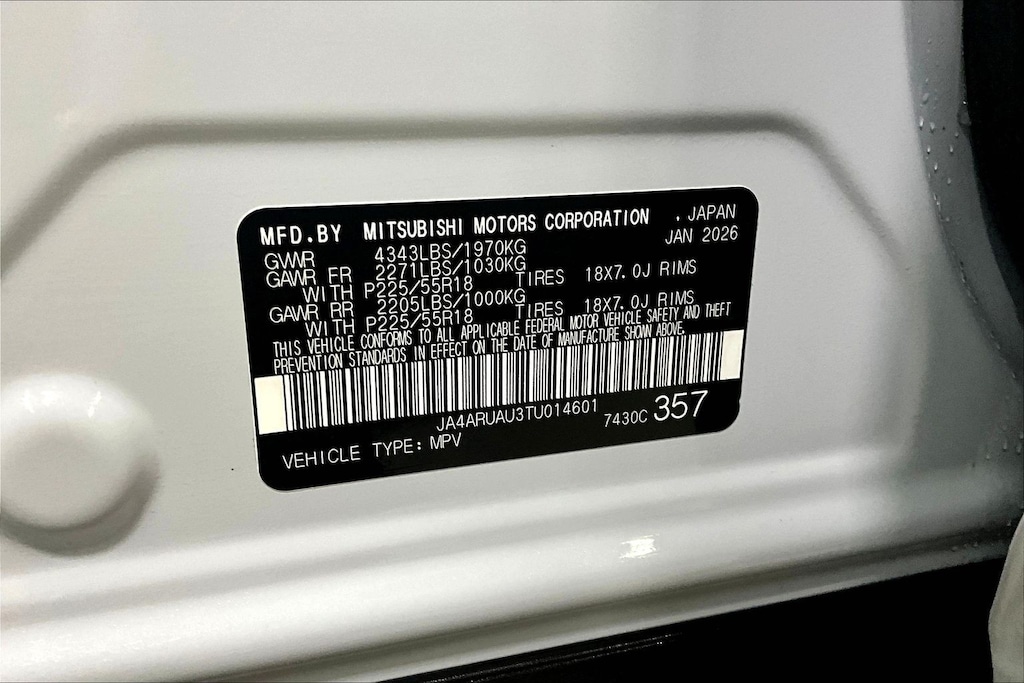 MFD.BY MITSUBISHI MOTORS CORPORATION . JAPAN
JAN 2026
GVWR 4343LBS/1970KG
GAWR FR 2271LBS/1030KG
WITH P225/55R18 TIRES 18X7.0J RIMS
GAWR RR 2205LBS/1000KG
WITH P225/55R18 TIRES 18X7.0J RIMS
THIS VEHICLE CONFORMS TO ALL APPLICABLE FEDERAL MOTOR VEHICLE SAFETY AND THEFT
PREVENTION STANDARDS IN EFFECT ON THE DATE OF MANUFACTURE SHOWN ABOVE.
JA4ARUAU3TU014601
7430C 357
VEHICLE TYPE: MPV